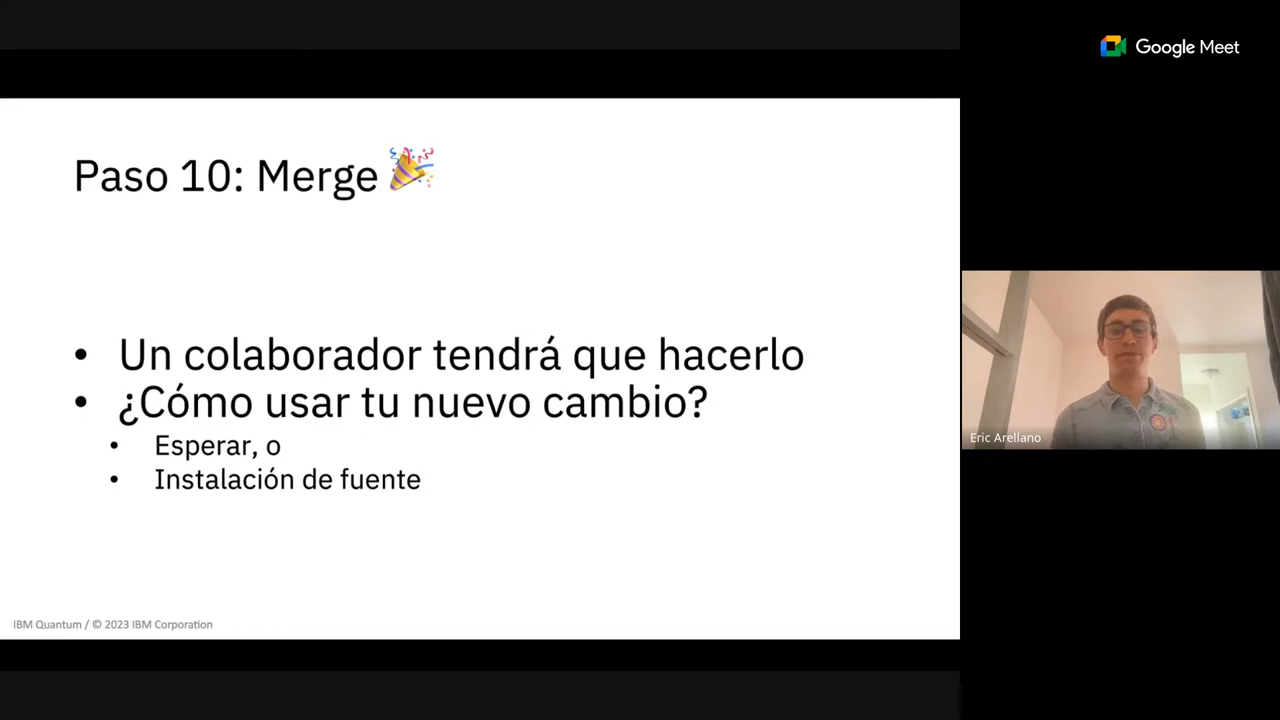 Google Meet
Paso 10: Merge 🎉
• Un colaborador tendrá que hacerlo
• ¿Cómo usar tu nuevo cambio?
• Esperar, o
• Instalación de fuente
Eric Arellano
IBM Quantum / © 2023 IBM Corporation